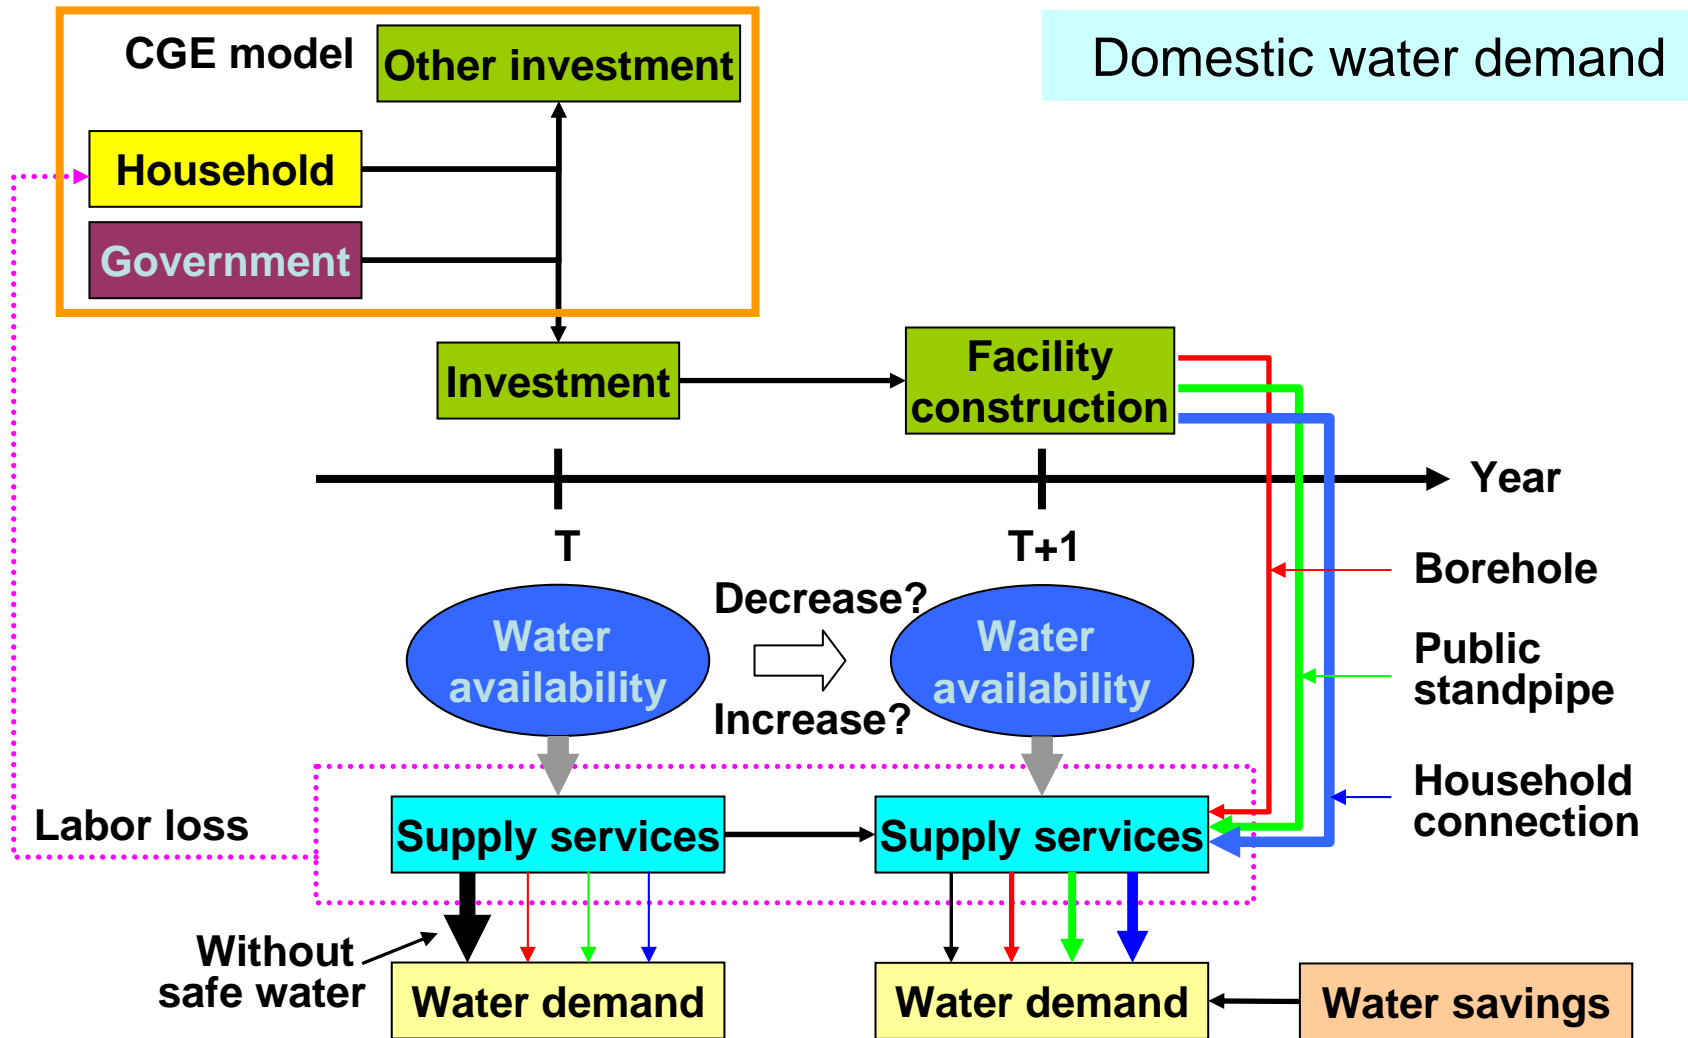 CGE model
Other investment
Domestic water demand
Household
Government
Investment
Facility
construction
Year
T
T+1
Borehole
Decrease?
Water
availability
Water
availability
Public
standpipe
Increase?
Household
connection
Labor loss
Supply services
Supply services
Without
safe water
Water demand
Water demand
Water savings